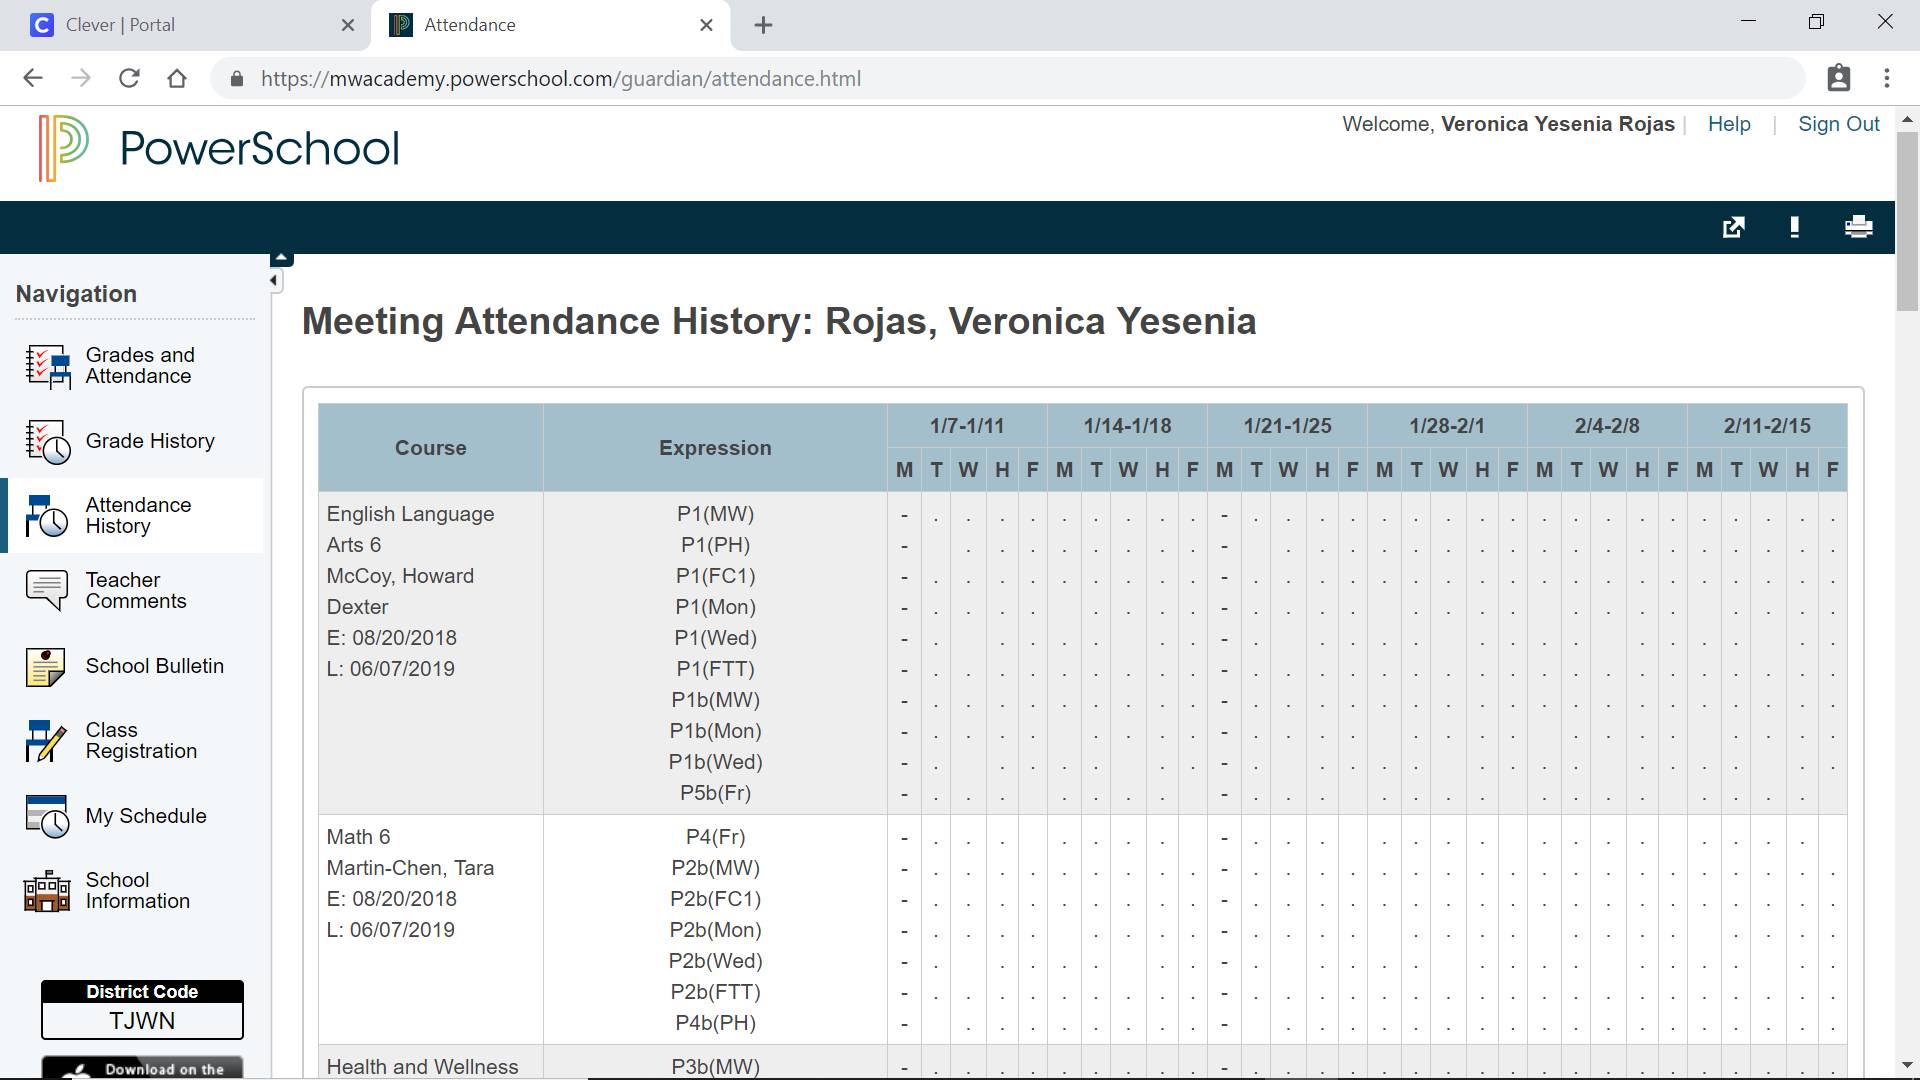 Clever | Portal
Attendance
https://mwacademy.powerschool.com/guardian/attendance.html
PowerSchool
Welcome, Veronica Yesenia Rojas | Help | Sign Out
Navigation
Grades and
Attendance
Grade History
Attendance
History
Teacher
Comments
School Bulletin
Class
Registration
My Schedule
School
Information
District Code
TJWN
Download on the
Meeting Attendance History: Rojas, Veronica Yesenia
Course Expression 1/7-1/11 1/14-1/18 1/21-1/25 1/28-2/1 2/4-2/8 2/11-2/15
M T W H F M T W H F M T W H F M T W H F M T W H F M T W H F
English Language P1(MW)
Arts 6 P1(PH)
McCoy, Howard P1(FC1)
Dexter P1(Mon)
E: 08/20/2018 P1(Wed)
L: 06/07/2019 P1(FTT)
P1b(MW)
P1b(Mon)
P1b(Wed)
P5b(Fr)
Math 6 P4(Fr)
Martin-Chen, Tara P2b(MW)
E: 08/20/2018 P2b(FC1)
L: 06/07/2019 P2b(Mon)
P2b(Wed)
P2b(FTT)
P4b(PH)
Health and Wellness P3b(MW)